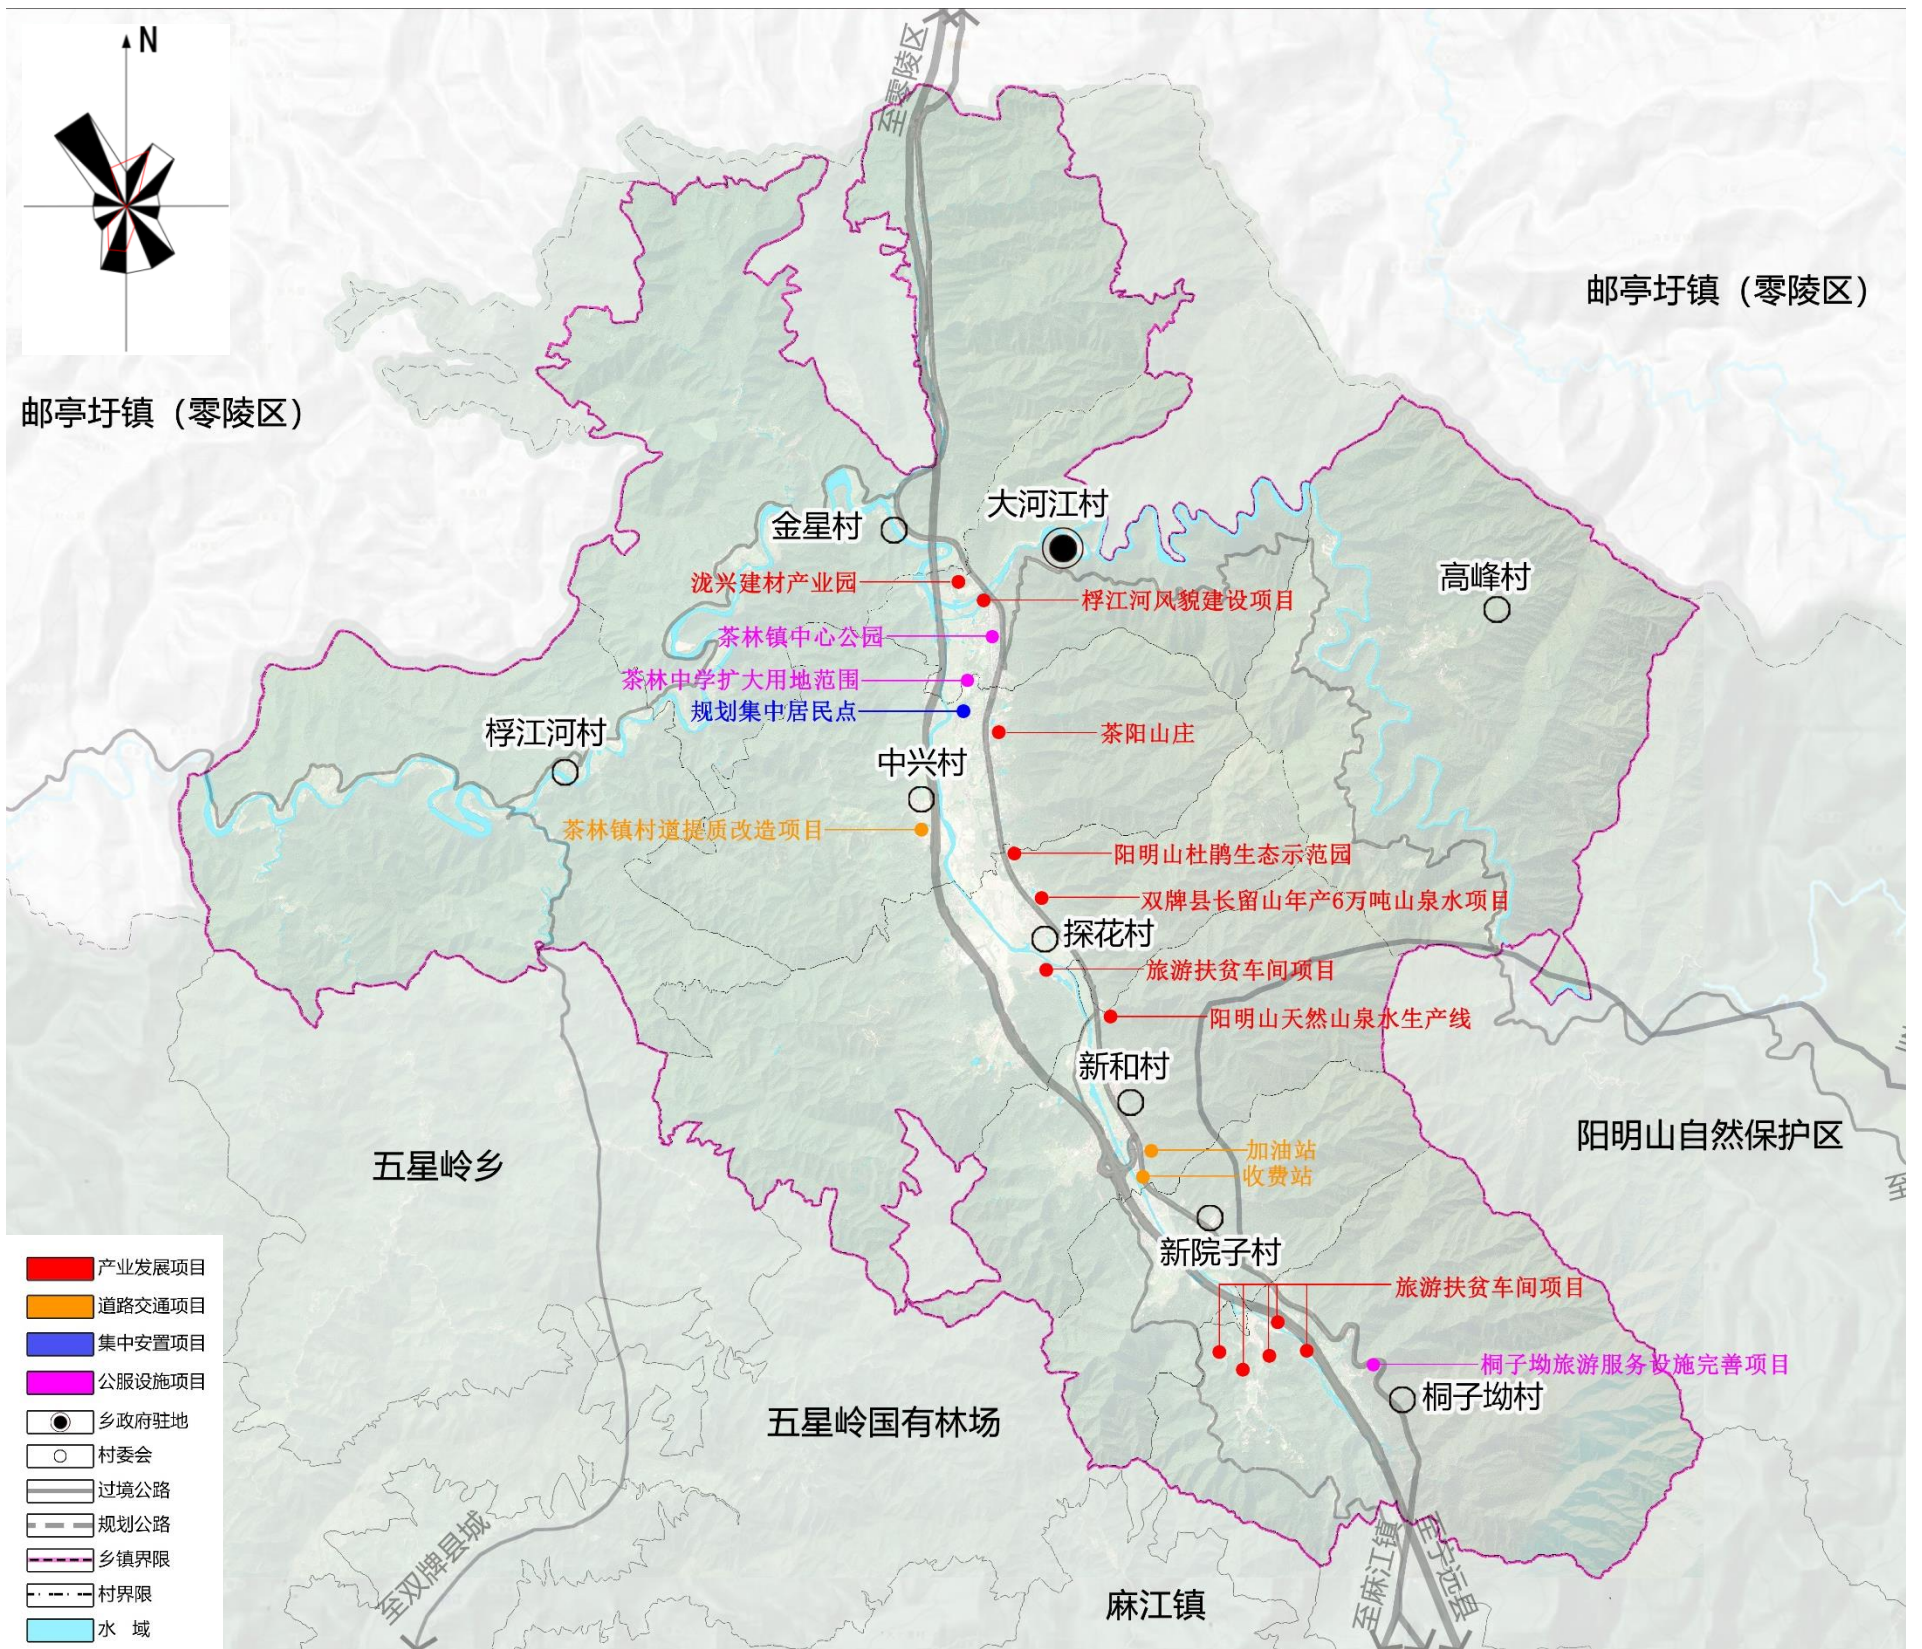 N
至零陵区
邮亭圩镇（零陵区）
邮亭圩镇（零陵区）
大河江村
金星村
高峰村
泷兴建材产业园
桴江河风貌建设项目
茶林镇中心公园
茶林中学扩大用地范围
规划集中居民点
桴江河村
茶阳山庄
中兴村
茶林镇村道提质改造项目
阳明山杜鹃生态示范园
双牌县长留山年产6万吨山泉水项目
探花村
旅游扶贫车间项目
阳明山天然山泉水生产线
新和村
阳明山自然保护区
加油站
五星岭乡
收费站
至
新院子村
旅游扶贫车间项目
桐子坳旅游服务设施完善项目
桐子坳村
五星岭国有林场
至双牌县城
至麻江镇
至宁远县
麻江镇
产业发展项目
道路交通项目
集中安置项目
公服设施项目
乡政府驻地
村委会
过境公路
规划公路
乡镇界限
村界限
水 域